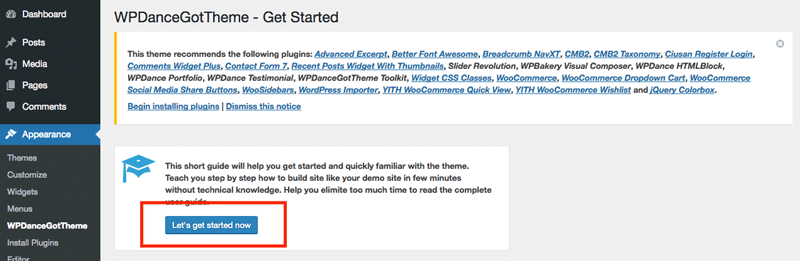 Dashboard
Posts
Media
Pages
Comments
Appearance
Themes
Customize
Widgets
Menus
WPDanceGotTheme
Install Plugins
Editor
WPDanceGotTheme - Get Started
This theme recommends the following plugins: Advanced Excerpt, Better Font Awesome, Breadcrumb NavXT, CMB2, CMB2 Taxonomy, Ciusan Register Login,
Comments Widget Plus, Contact Form 7, Recent Posts Widget With Thumbnails, Slider Revolution, WPBakery Visual Composer, WPDance HTMLBlock,
WPDance Portfolio, WPDance Testimonial, WPDanceGotTheme Toolkit, Widget CSS Classes, WooCommerce, WooCommerce Dropdown Cart, WooCommerce
Social Media Share Buttons, WooSidebars, WordPress Importer, YITH WooCommerce Quick View, YITH WooCommerce Wishlist and jQuery Colorbox.
Begin installing plugins | Dismiss this notice
This short guide will help you get started and quickly familiar with the theme.
Teach you step by step how to build site like your demo site in few minutes
without technical knowledge. Help you elimite too much time to read the complete
user guide.
Let's get started now